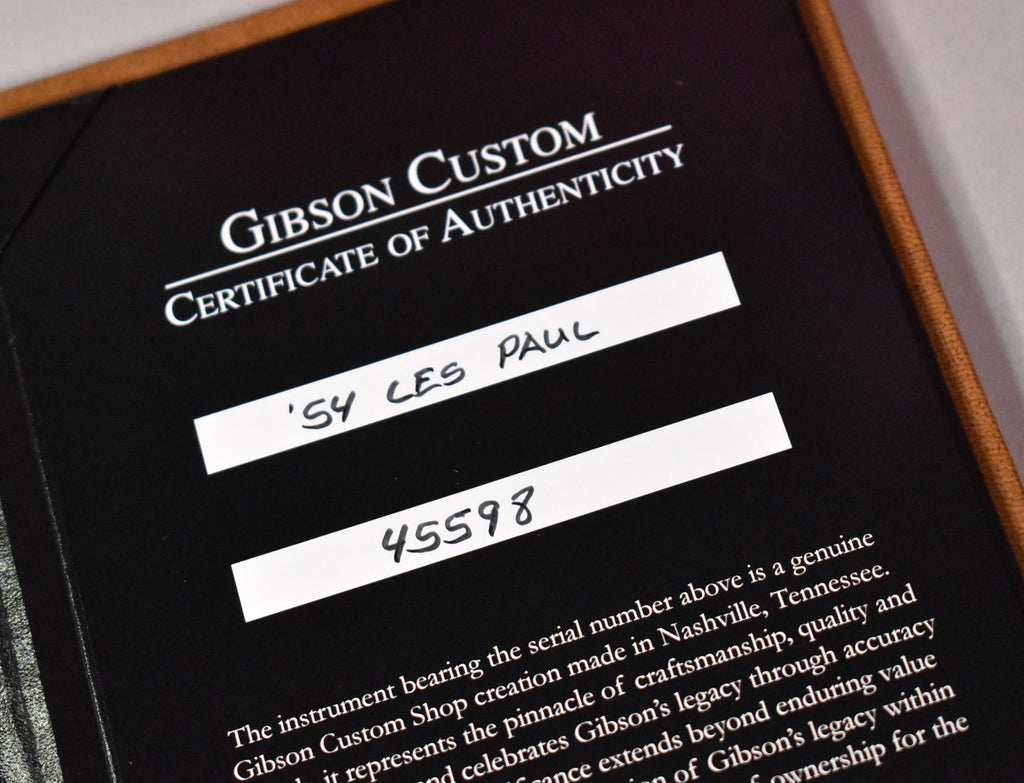 GIBSON CUSTOM
CERTIFICATE OF AUTHENTICITY
'54 LES PAUL
45598
The instrument bearing the serial number above is a genuine
Gibson Custom Shop creation made in Nashville, Tennessee.
it represents the pinnacle of craftsmanship, quality and
celebrates Gibson's legacy through accuracy
extends beyond enduring value
of Gibson's legacy within
ownership for the